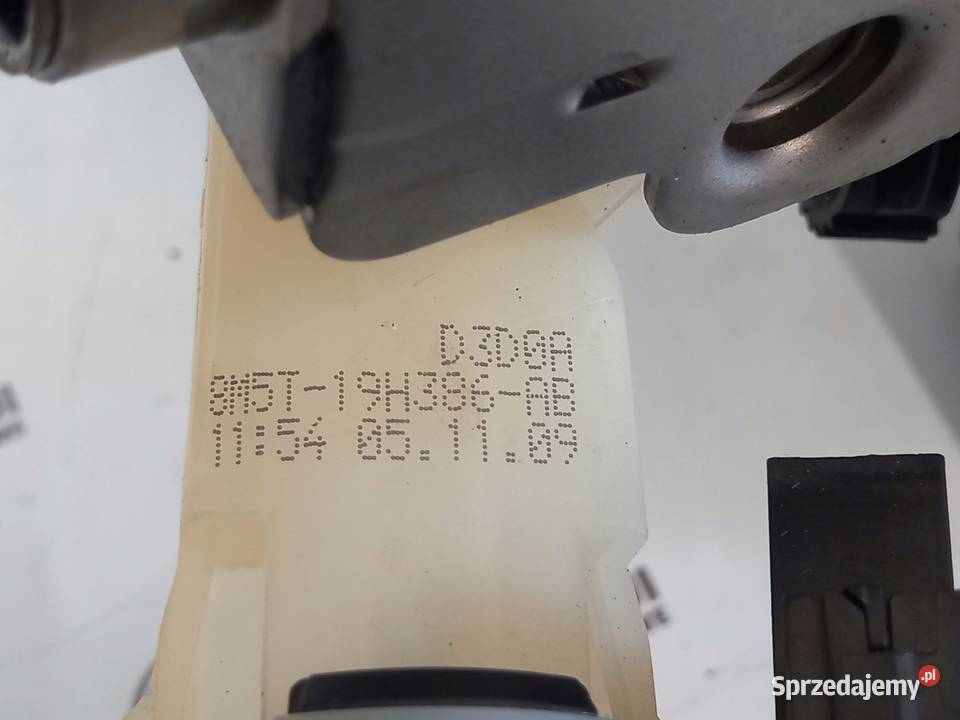 D3D0A
8M5T-19H386-AB
11:54 05.11.09
Sprzedajemy.pl